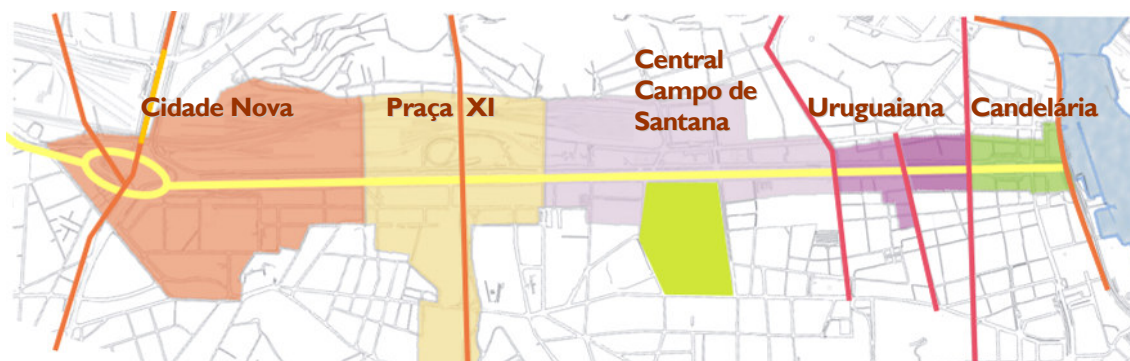 Cidade Nova
Praça XI
Central
Campo de
Santana
Uruguaiana
Candelária